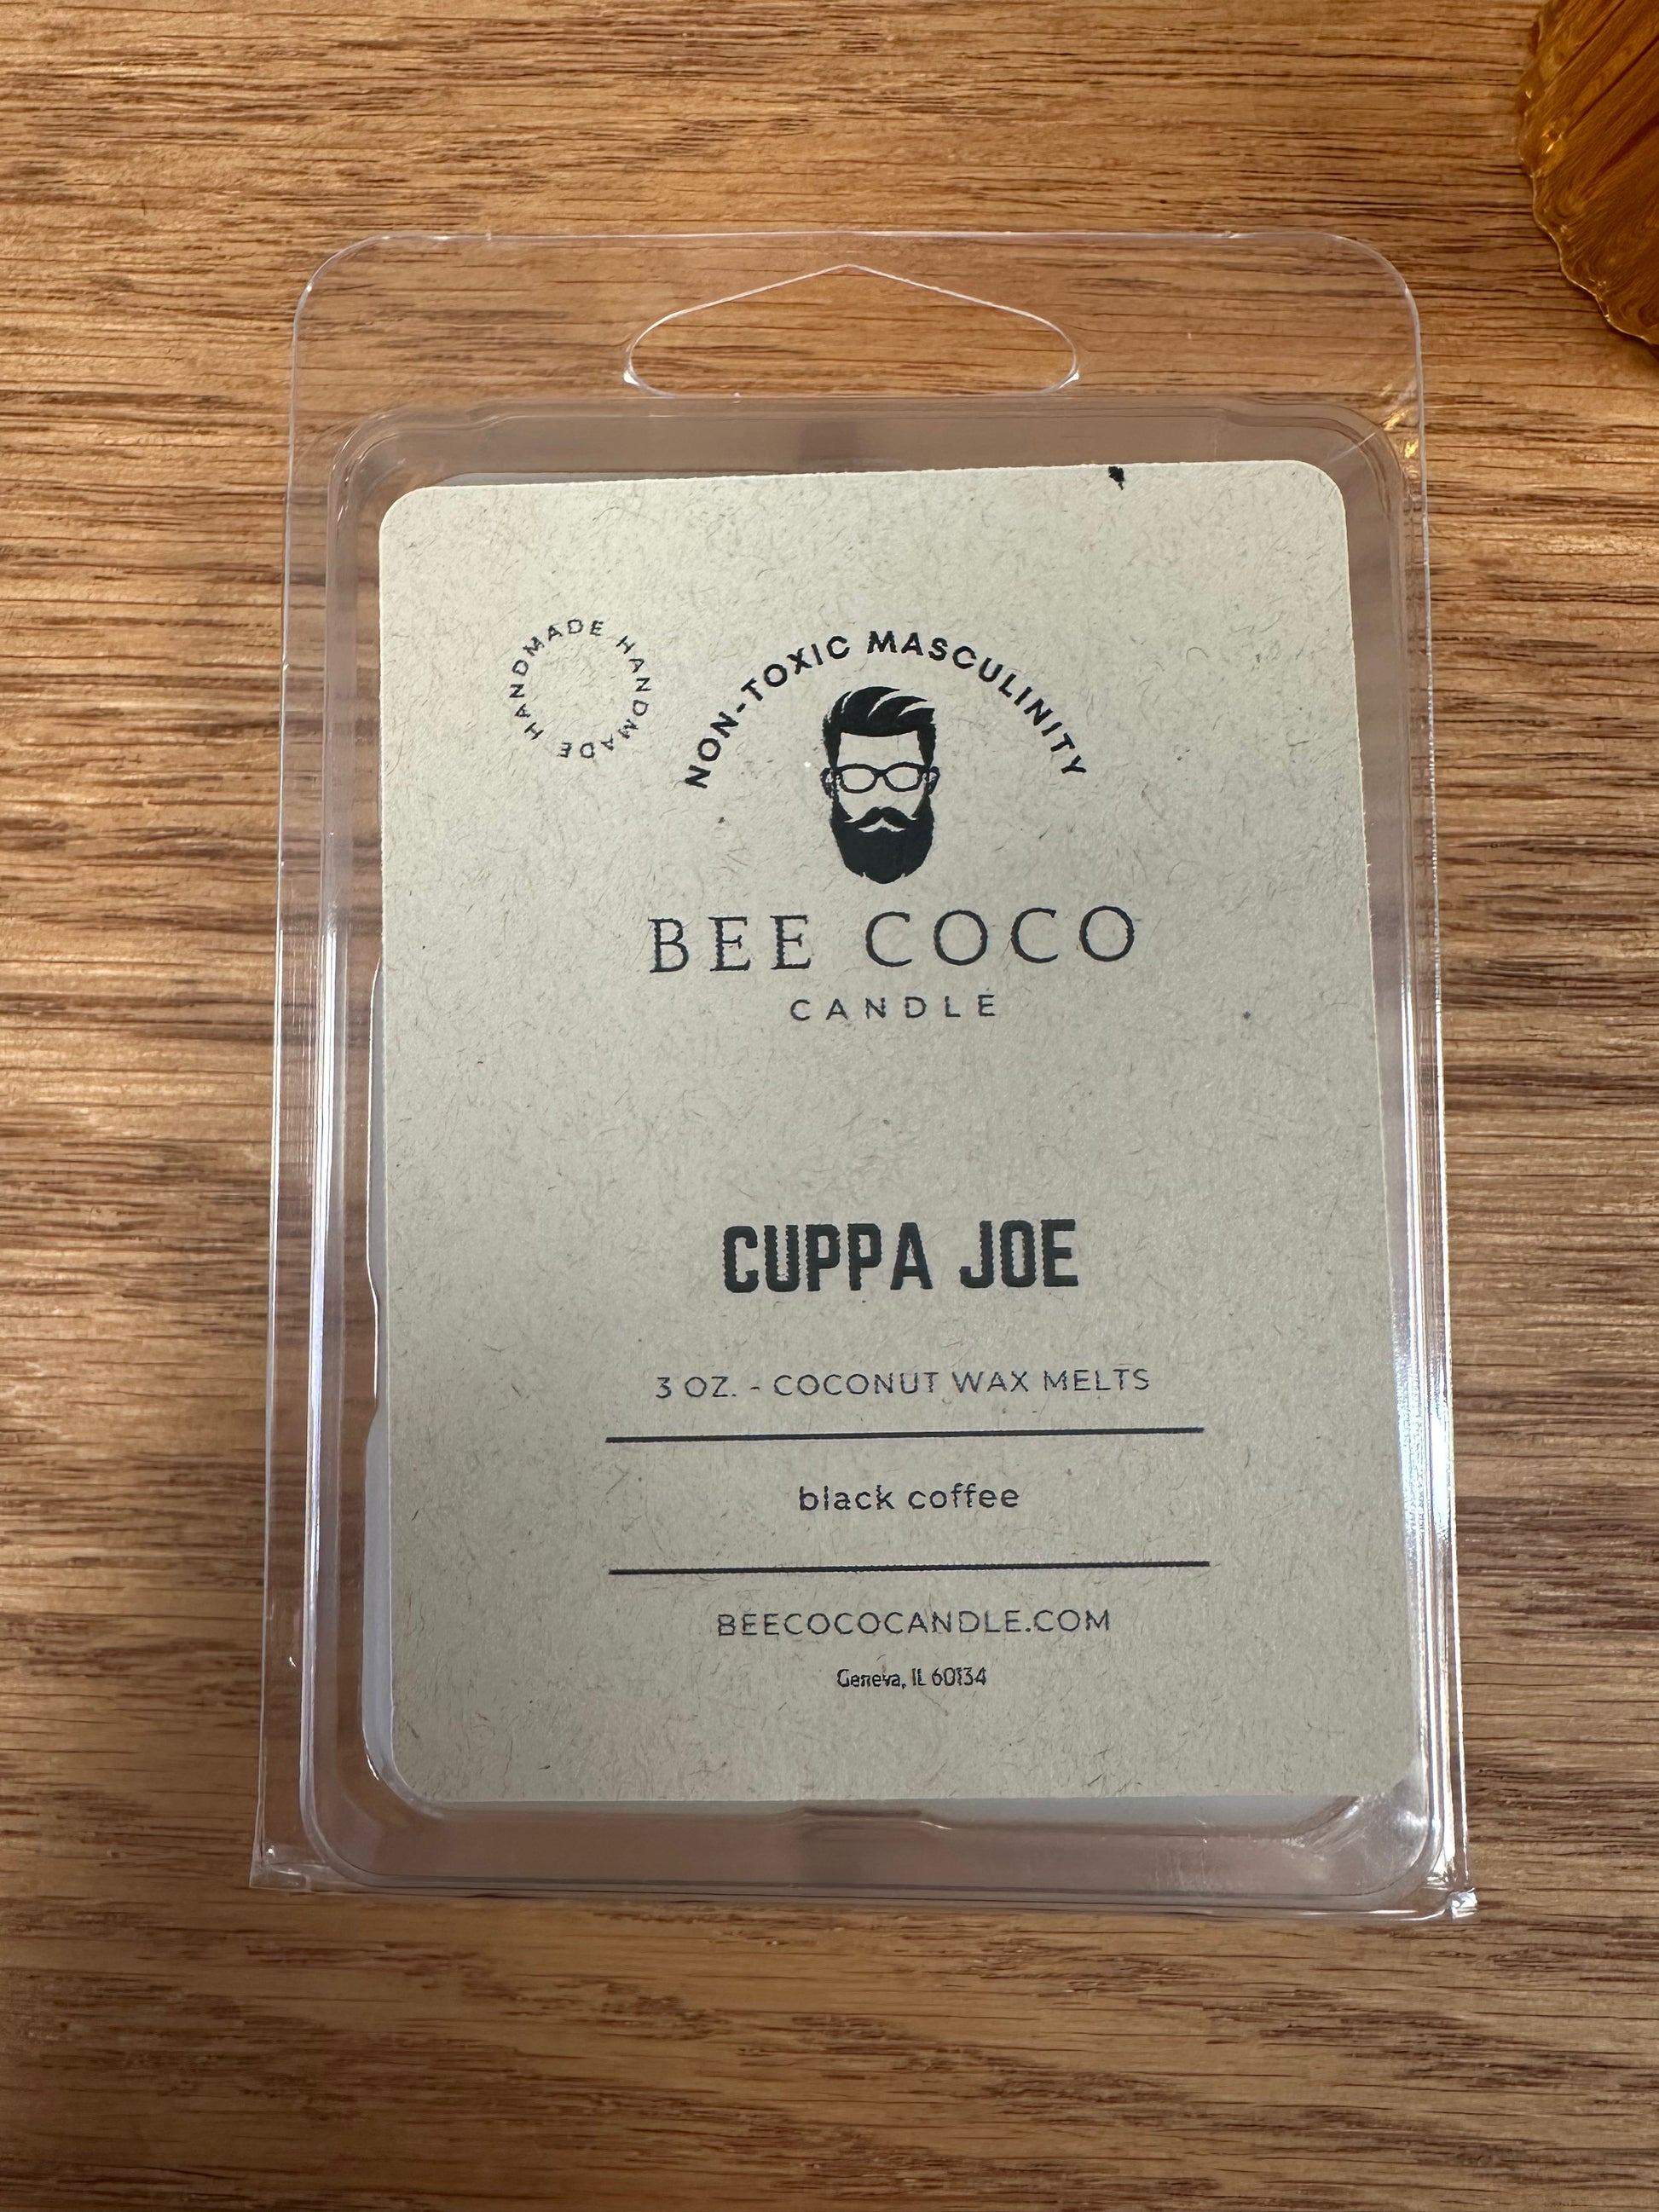 HANDMADE HANDMADE
NON-TOXIC MASCULINITY
BEE COCO
CANDLE
CUPPA JOE
3 OZ. - COCONUT WAX MELTS
black coffee
BEECOCOCANDLE.COM
Geneva, IL 60134